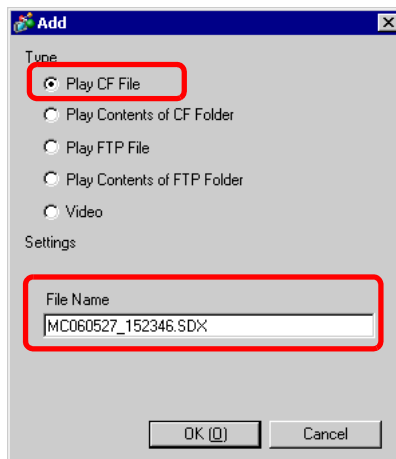 Add
Type
Play CF File
Play Contents of CF Folder
Play FTP File
Play Contents of FTP Folder
Video
Settings
File Name
MC060527_152346.SDX
OK (O) Cancel